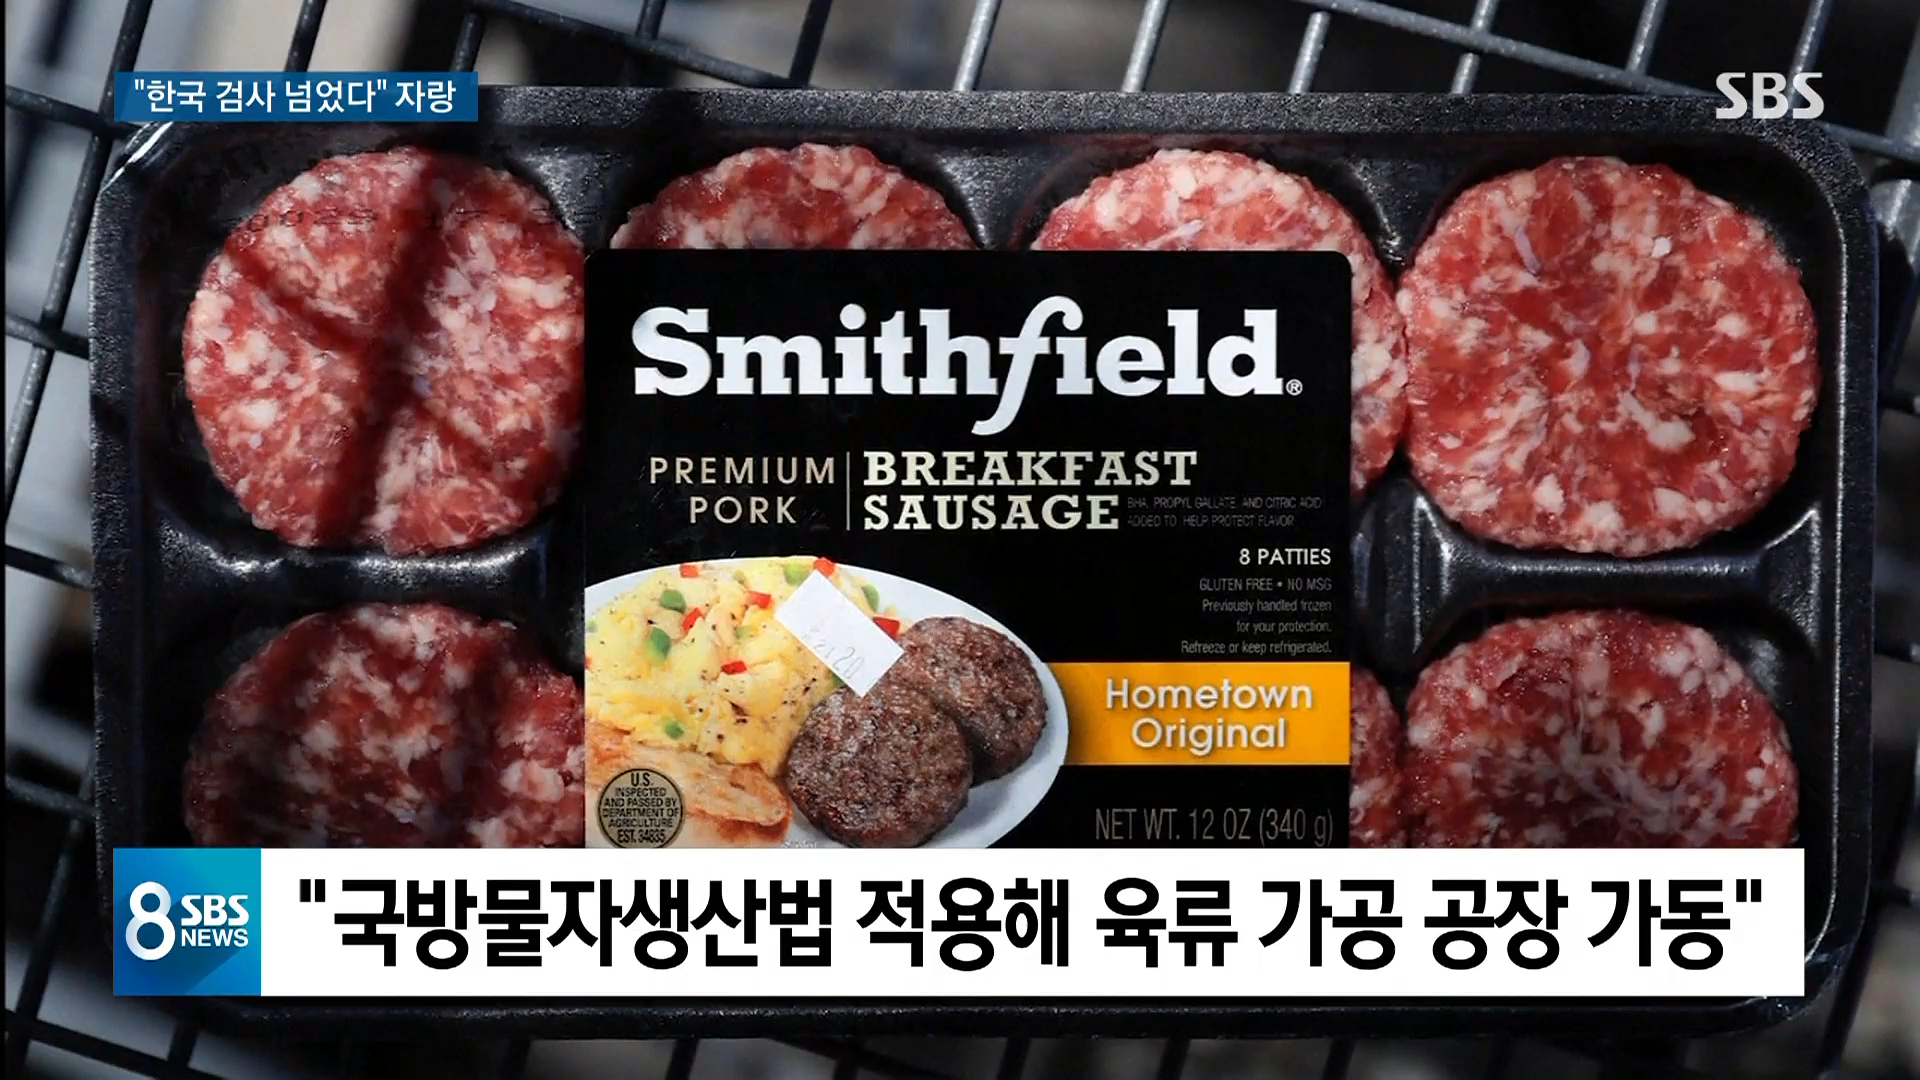 "한국 검사 넘었다" 자랑
SBS
Smithfield®
PREMIUM PORK
BREAKFAST SAUSAGE
BHA, PROPYL GALLATE, AND CITRIC ACID
ADDED TO HELP PROTECT FLAVOR
8 PATTIES
GLUTEN FREE • NO MSG
Previously handled frozen
for your protection.
Refreeze or keep refrigerated.
Hometown
Original
U.S.
INSPECTED
AND PASSED BY
DEPARTMENT OF
AGRICULTURE
EST. 34835
NET WT. 12 OZ (340 g)
8 SBS NEWS
"국방물자생산법 적용해 육류 가공 공장 가동"